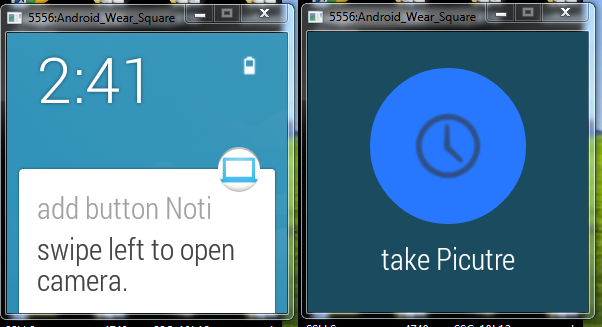 5556:Android_Wear_Square
2:41
add button Noti
swipe left to open
camera.
5556:Android_Wear_Square
take Picutre